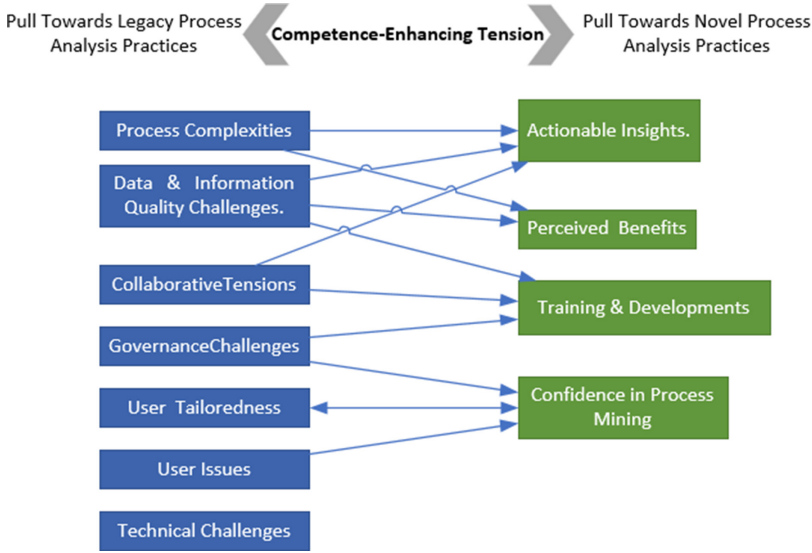 Pull Towards Legacy Process
Analysis Practices
Competence-Enhancing Tension
Pull Towards Novel Process
Analysis Practices
Process Complexities
Actionable Insights.
Data & Information
Quality Challenges.
Perceived Benefits
CollaborativeTensions
Training & Developments
GovernanceChallenges
User Tailoredness
Confidence in Process
Mining
User Issues
Technical Challenges